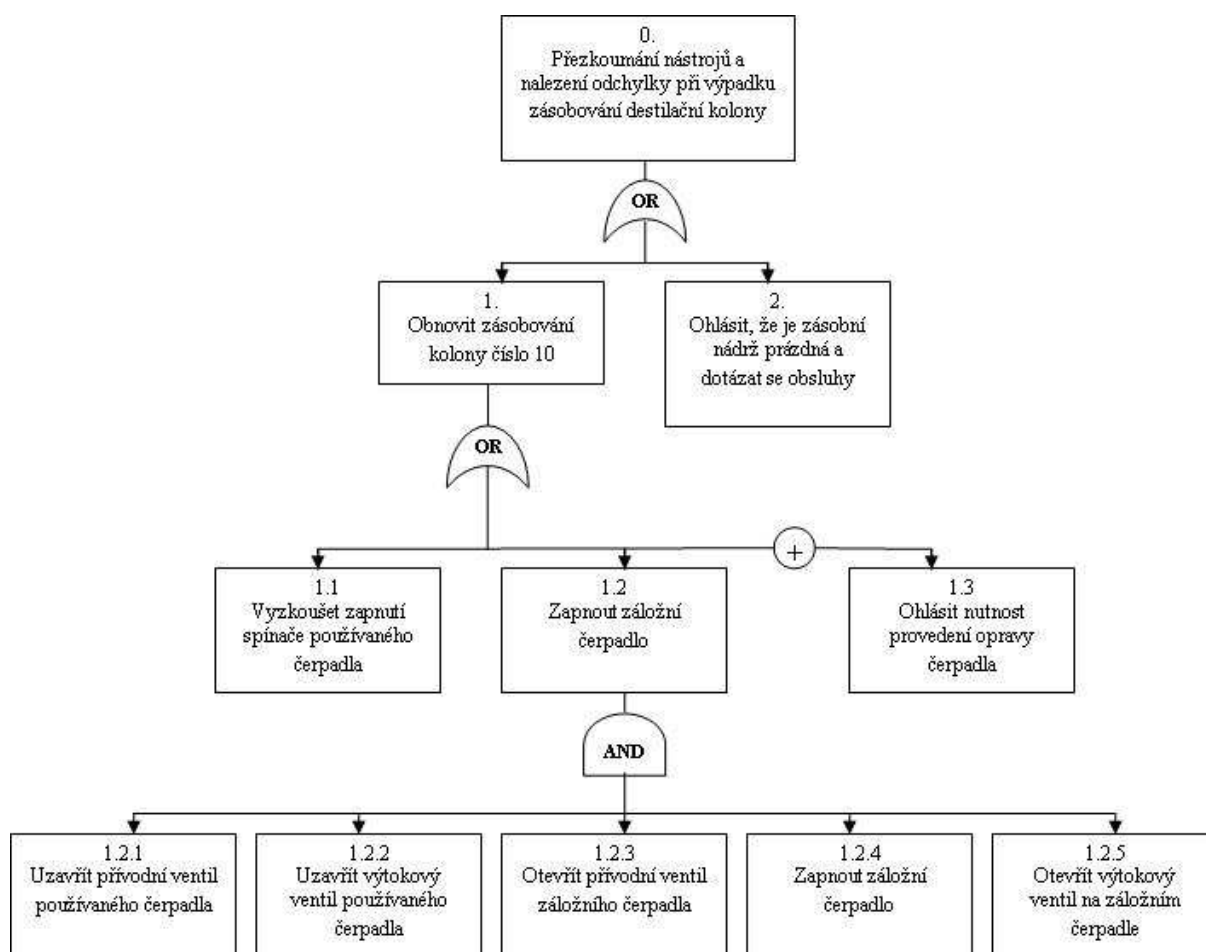 0.
Přezkoumání nástrojů a
nalezení odchylky při výpadku
zásobování destilační kolony
OR
1.
Obnovit zásobování
kolony číslo 10
2.
Ohlásit, že je zásobní
nádrž prázdná a
dotázat se obsluhy
OR
+
1.1
Vyzkoušet zapnutí
spínače používaného
čerpadla
1.2
Zapnout záložní
čerpadlo
1.3
Ohlásit nutnost
provedení opravy
čerpadla
AND
1.2.1
Uzavřít přívodní ventil
používaného čerpadla
1.2.2
Uzavřít výtokový
ventil používaného
čerpadla
1.2.3
Otevřít přívodní ventil
záložního čerpadla
1.2.4
Zapnout záložní
čerpadlo
1.2.5
Otevřít výtokový
ventil na záložním
čerpadle